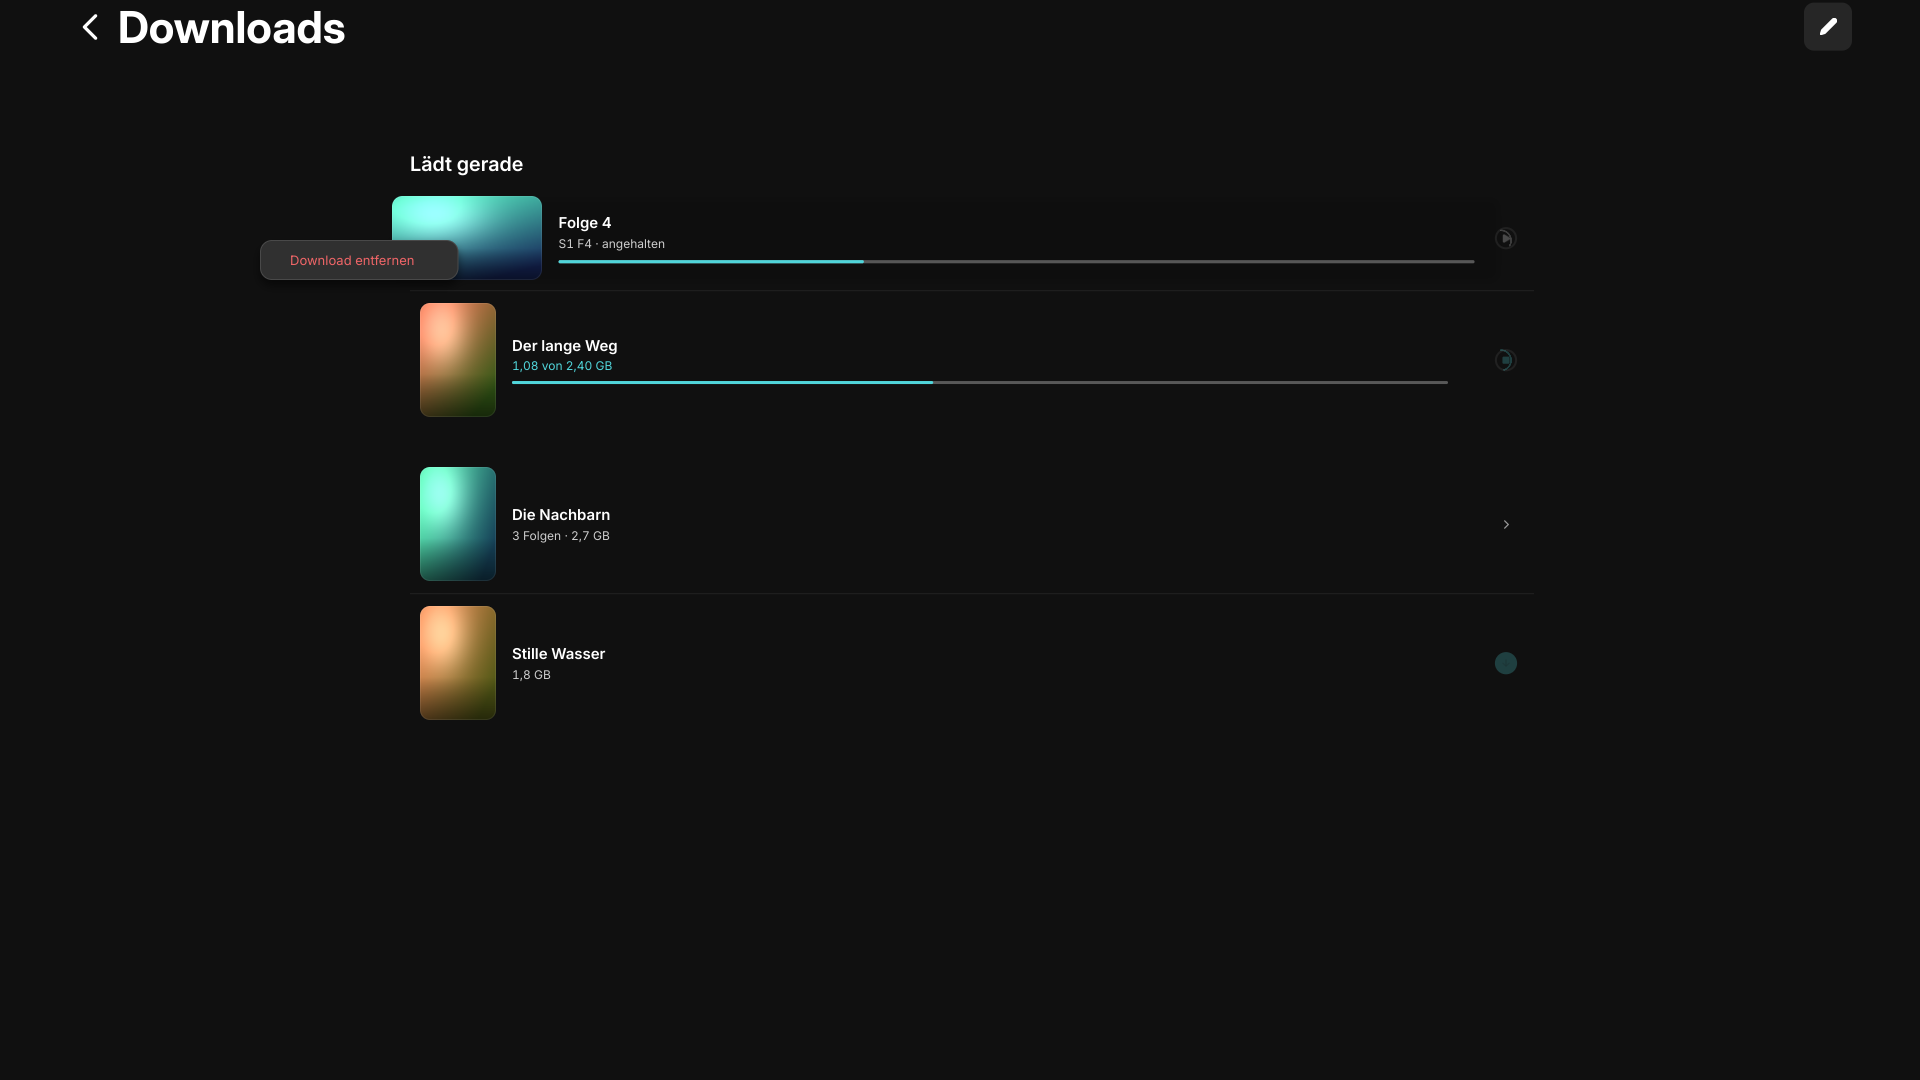 Downloads
Lädt gerade
Folge 4
S1 F4 · angehalten
Download entfernen
Der lange Weg
1,08 von 2,40 GB
Die Nachbarn
3 Folgen · 2,7 GB
Stille Wasser
1,8 GB